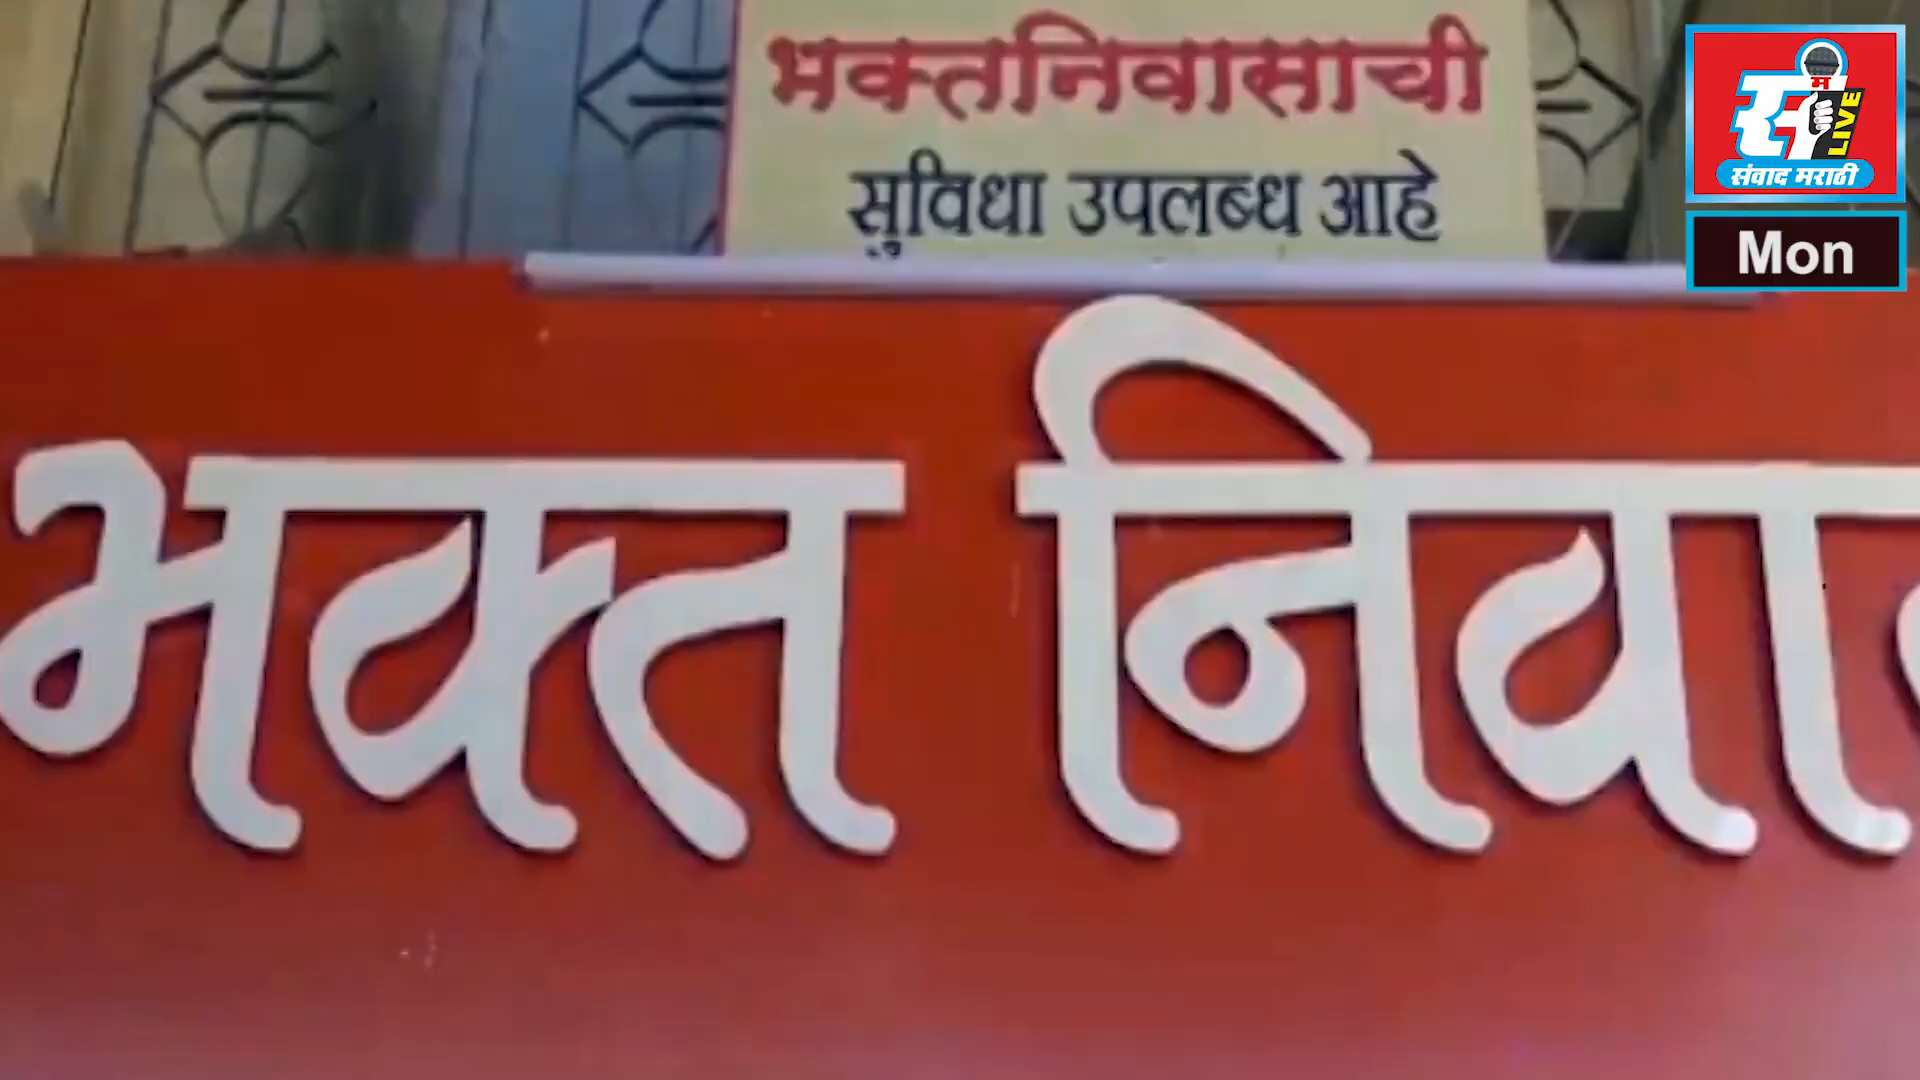 भक्तनिवासाची
सुविधा उपलब्ध आहे
LIVE
संवाद मराठी
Mon
भक्त निवा